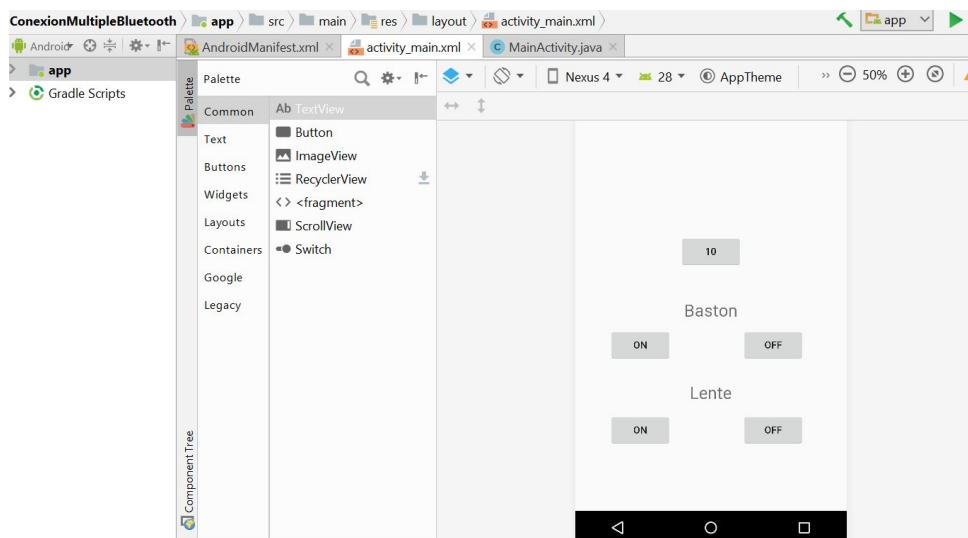 ConexionMultipleBluetooth app src main res layout activity_main.xml app
Android AndroidManifest.xml activity_main.xml MainActivity.java
app
Gradle Scripts
Palette
Palette
Nexus 4 28 AppTheme 50%
Common
Text
Buttons
Widgets
Layouts
Containers
Google
Legacy
Ab TextView
Button
ImageView
RecyclerView
<fragment>
ScrollView
Switch
10
Baston
ON OFF
Lente
ON OFF
Component Tree